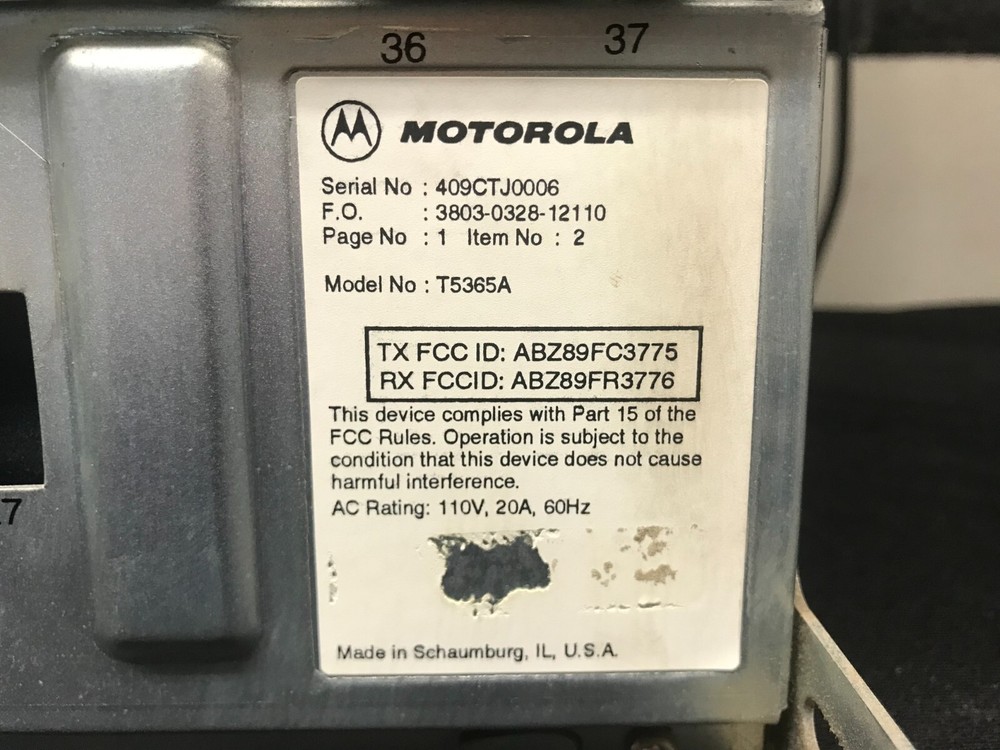 36 37
MOTOROLA
Serial No : 409CTJ0006
F.O. : 3803-0328-12110
Page No : 1 Item No : 2
Model No : T5365A
TX FCC ID: ABZ89FC3775
RX FCCID: ABZ89FR3776
This device complies with Part 15 of the
FCC Rules. Operation is subject to the
condition that this device does not cause
harmful interference.
AC Rating: 110V, 20A, 60Hz
Made in Schaumburg, IL, U.S.A.